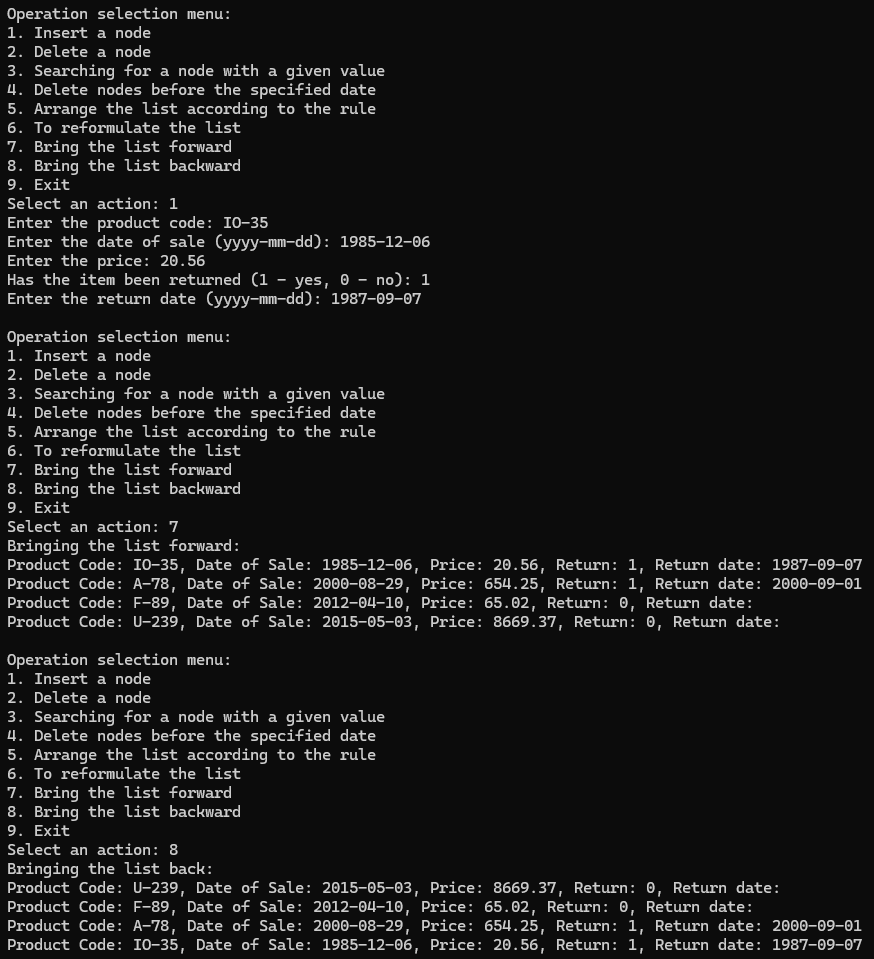 Operation selection menu:
1. Insert a node
2. Delete a node
3. Searching for a node with a given value
4. Delete nodes before the specified date
5. Arrange the list according to the rule
6. To reformulate the list
7. Bring the list forward
8. Bring the list backward
9. Exit
Select an action: 1
Enter the product code: IO-35
Enter the date of sale (yyyy-mm-dd): 1985-12-06
Enter the price: 20.56
Has the item been returned (1 - yes, 0 - no): 1
Enter the return date (yyyy-mm-dd): 1987-09-07
Operation selection menu:
1. Insert a node
2. Delete a node
3. Searching for a node with a given value
4. Delete nodes before the specified date
5. Arrange the list according to the rule
6. To reformulate the list
7. Bring the list forward
8. Bring the list backward
9. Exit
Select an action: 7
Bringing the list forward:
Product Code: IO-35, Date of Sale: 1985-12-06, Price: 20.56, Return: 1, Return date: 1987-09-07
Product Code: A-78, Date of Sale: 2000-08-29, Price: 654.25, Return: 1, Return date: 2000-09-01
Product Code: F-89, Date of Sale: 2012-04-10, Price: 65.02, Return: 0, Return date:
Product Code: U-239, Date of Sale: 2015-05-03, Price: 8669.37, Return: 0, Return date:
Operation selection menu:
1. Insert a node
2. Delete a node
3. Searching for a node with a given value
4. Delete nodes before the specified date
5. Arrange the list according to the rule
6. To reformulate the list
7. Bring the list forward
8. Bring the list backward
9. Exit
Select an action: 8
Bringing the list back:
Product Code: U-239, Date of Sale: 2015-05-03, Price: 8669.37, Return: 0, Return date:
Product Code: F-89, Date of Sale: 2012-04-10, Price: 65.02, Return: 0, Return date:
Product Code: A-78, Date of Sale: 2000-08-29, Price: 654.25, Return: 1, Return date: 2000-09-01
Product Code: IO-35, Date of Sale: 1985-12-06, Price: 20.56, Return: 1, Return date: 1987-09-07